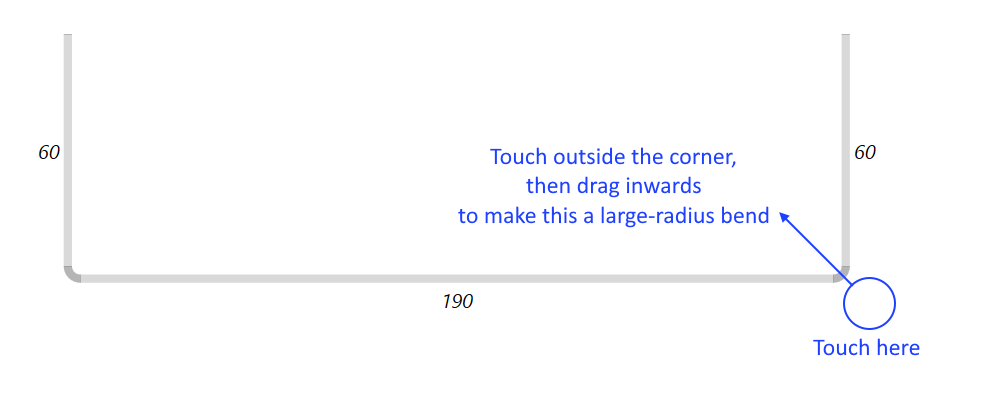 60
60
Touch outside the corner,
then drag inwards
to make this a large-radius bend
190
Touch here